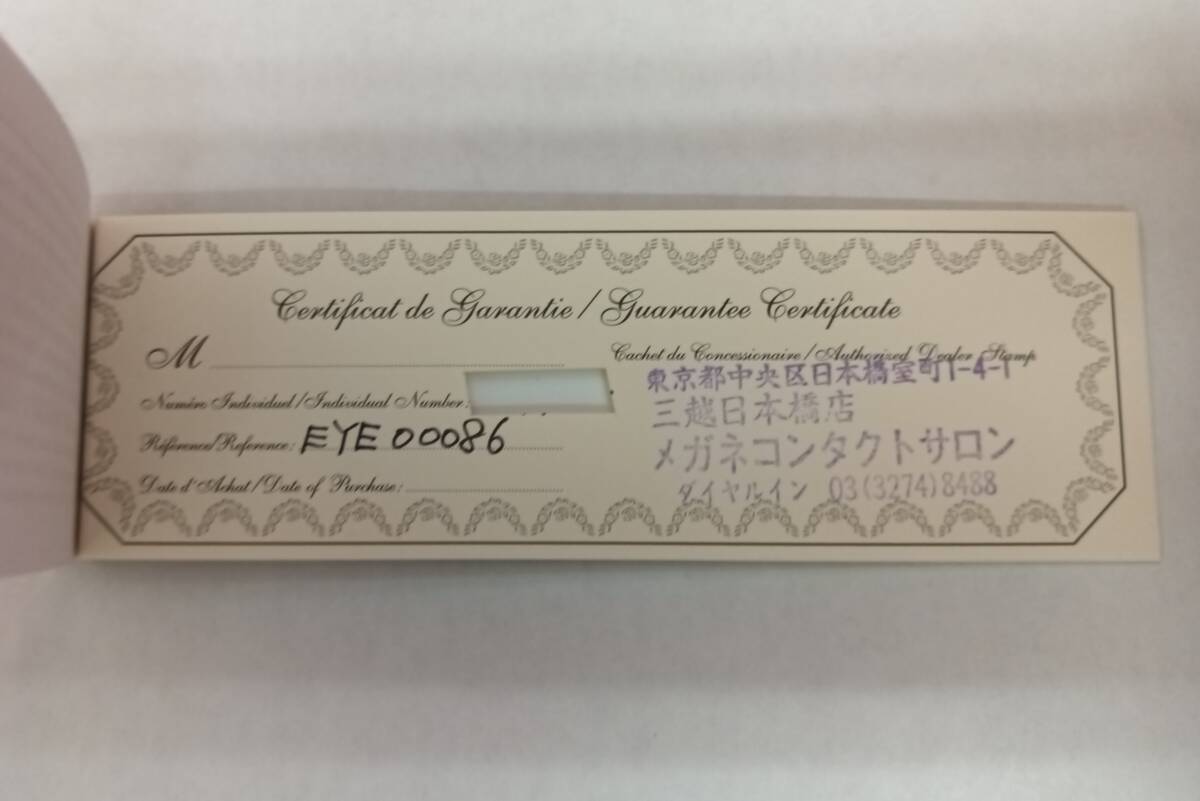 Certificat de Garantie / Guarantee Certificate
M
Numéro Individuel / Individual Number:
Référence / Reference: EYE00086
Date d'Achat / Date of Purchase:
Cachet du Concessionaire / Authorized Dealer Stamp
東京都中央区日本橋室町1-4-1
三越日本橋店
メガネコンタクトサロン
ダイヤルイン 03(3274)8488